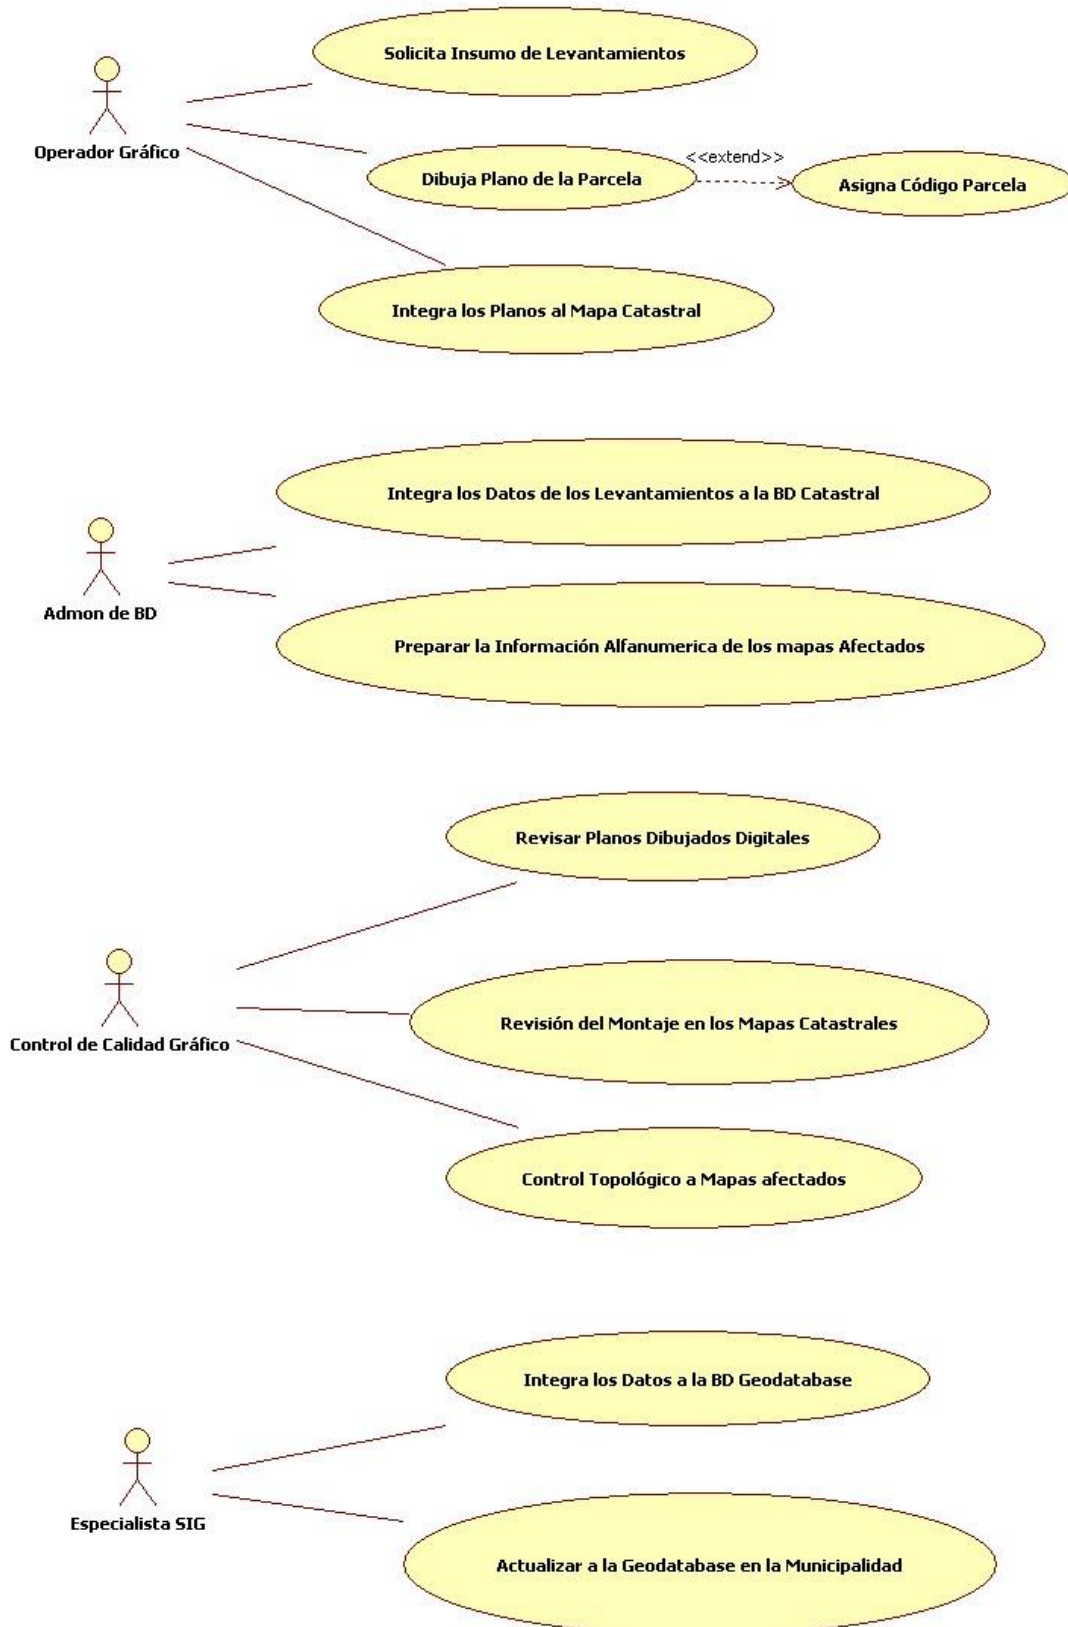 Solicita Insumo de Levantamientos
Operador Gráfico
<<extend>>
Dibuja Plano de la Parcela
Asigna Código Parcela
Integra los Planos al Mapa Catastral
Integra los Datos de los Levantamientos a la BD Catastral
Admon de BD
Preparar la Información Alfanumerica de los mapas Afectados
Revisar Planos Dibujados Digitales
Control de Calidad Gráfico
Revisión del Montaje en los Mapas Catastrales
Control Topológico a Mapas afectados
Integra los Datos a la BD Geodatabase
Especialista SIG
Actualizar a la Geodatabase en la Municipalidad